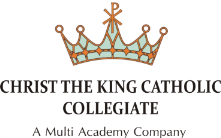 CHRIST THE KING CATHOLIC
COLLEGIATE
A Multi Academy Company